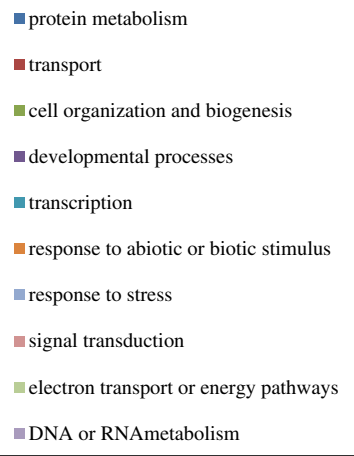 protein metabolism
transport
cell organization and biogenesis
developmental processes
transcription
response to abiotic or biotic stimulus
response to stress
signal transduction
electron transport or energy pathways
DNA or RNAmetabolism